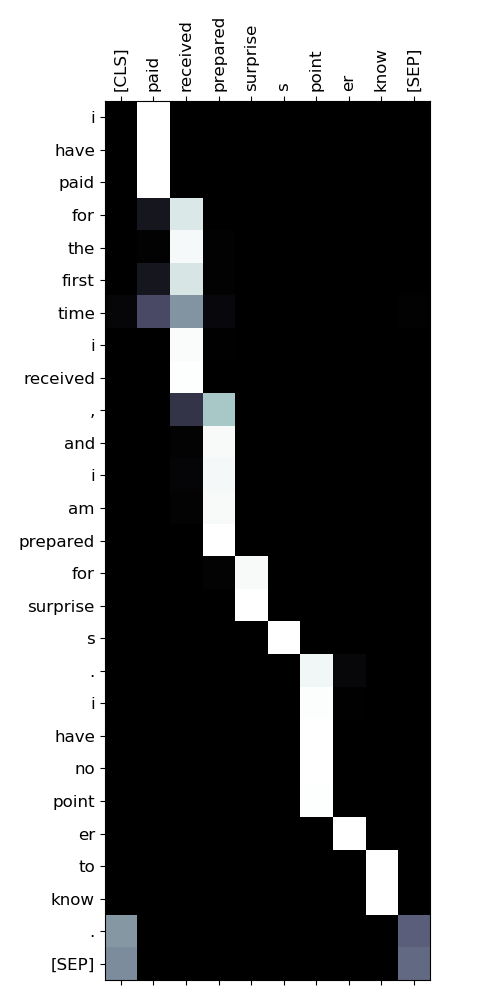 [CLS] paid received prepared surprise s point er know [SEP]
i
have
paid
for
the
first
time
i
received
,
and
i
am
prepared
for
surprise
s
.
i
have
no
point
er
to
know
.
[SEP]